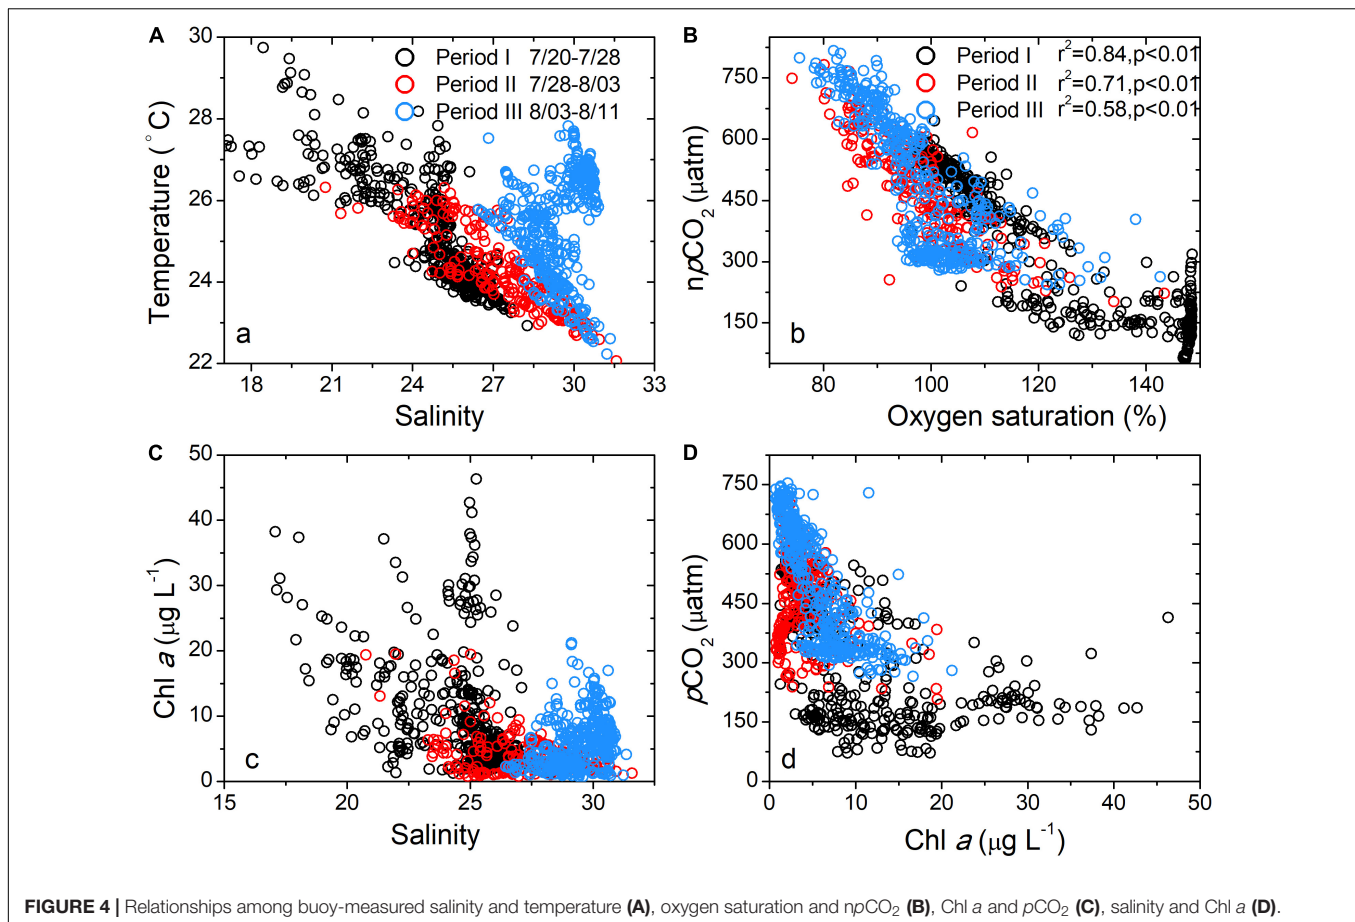 A
30
28
26
24
22
Temperature (°C)
Period I 7/20-7/28
Period II 7/28-8/03
Period III 8/03-8/11
a
18 21 24 27 30 33
Salinity
B
750
600
450
300
150
npCO2 (µatm)
Period I r2=0.84,p<0.01
Period II r2=0.71,p<0.01
Period III r2=0.58,p<0.01
b
80 100 120 140
Oxygen saturation (%)
C
50
40
30
20
10
0
Chl a (µg L-1)
c
15 20 25 30
Salinity
D
750
600
450
300
150
0
pCO2 (µatm)
d
0 10 20 30 40 50
Chl a (µg L-1)
FIGURE 4 | Relationships among buoy-measured salinity and temperature (A), oxygen saturation and npCO2 (B), Chl a and pCO2 (C), salinity and Chl a (D).